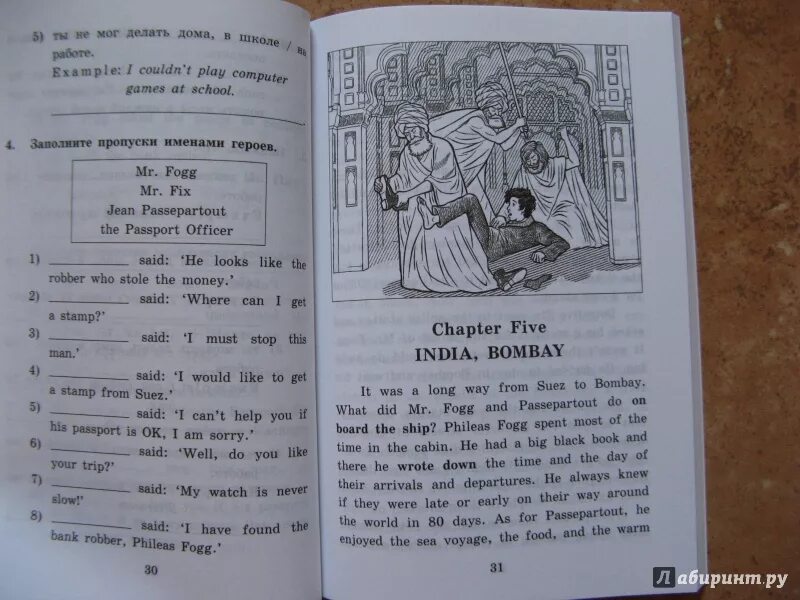 5) ты не мог делать дома, в школе / на
работе.
Example: I couldn't play computer
games at school.
4. Заполните пропуски именами героев.
Mr. Fogg
Mr. Fix
Jean Passepartout
the Passport Officer
1) __________ said: ‘He looks like the
robber who stole the money.’
2) __________ said: ‘Where can I get
a stamp?’
3) __________ said: ‘I must stop this
man.’
4) __________ said: ‘I would like to get
a stamp from Suez.’
5) __________ said: ‘I can’t help you if
his passport is OK, I am sorry.’
6) __________ said: ‘Well, do you like
your trip?’
7) __________ said: ‘My watch is never
slow!’
8) __________ said: ‘I have found the
bank robber, Phileas Fogg.’
30
Chapter Five
INDIA, BOMBAY
It was a long way from Suez to Bombay.
What did Mr. Fogg and Passepartout do on
board the ship? Phileas Fogg spent most of
the time in the cabin. He had a big black book and
there he wrote down the time and the day of
their arrivals and departures. He always knew
if they were late or early on their way around
the world in 80 days. As for Passepartout, he
enjoyed the sea voyage, the food, and the warm
31
Лабиринт.ру